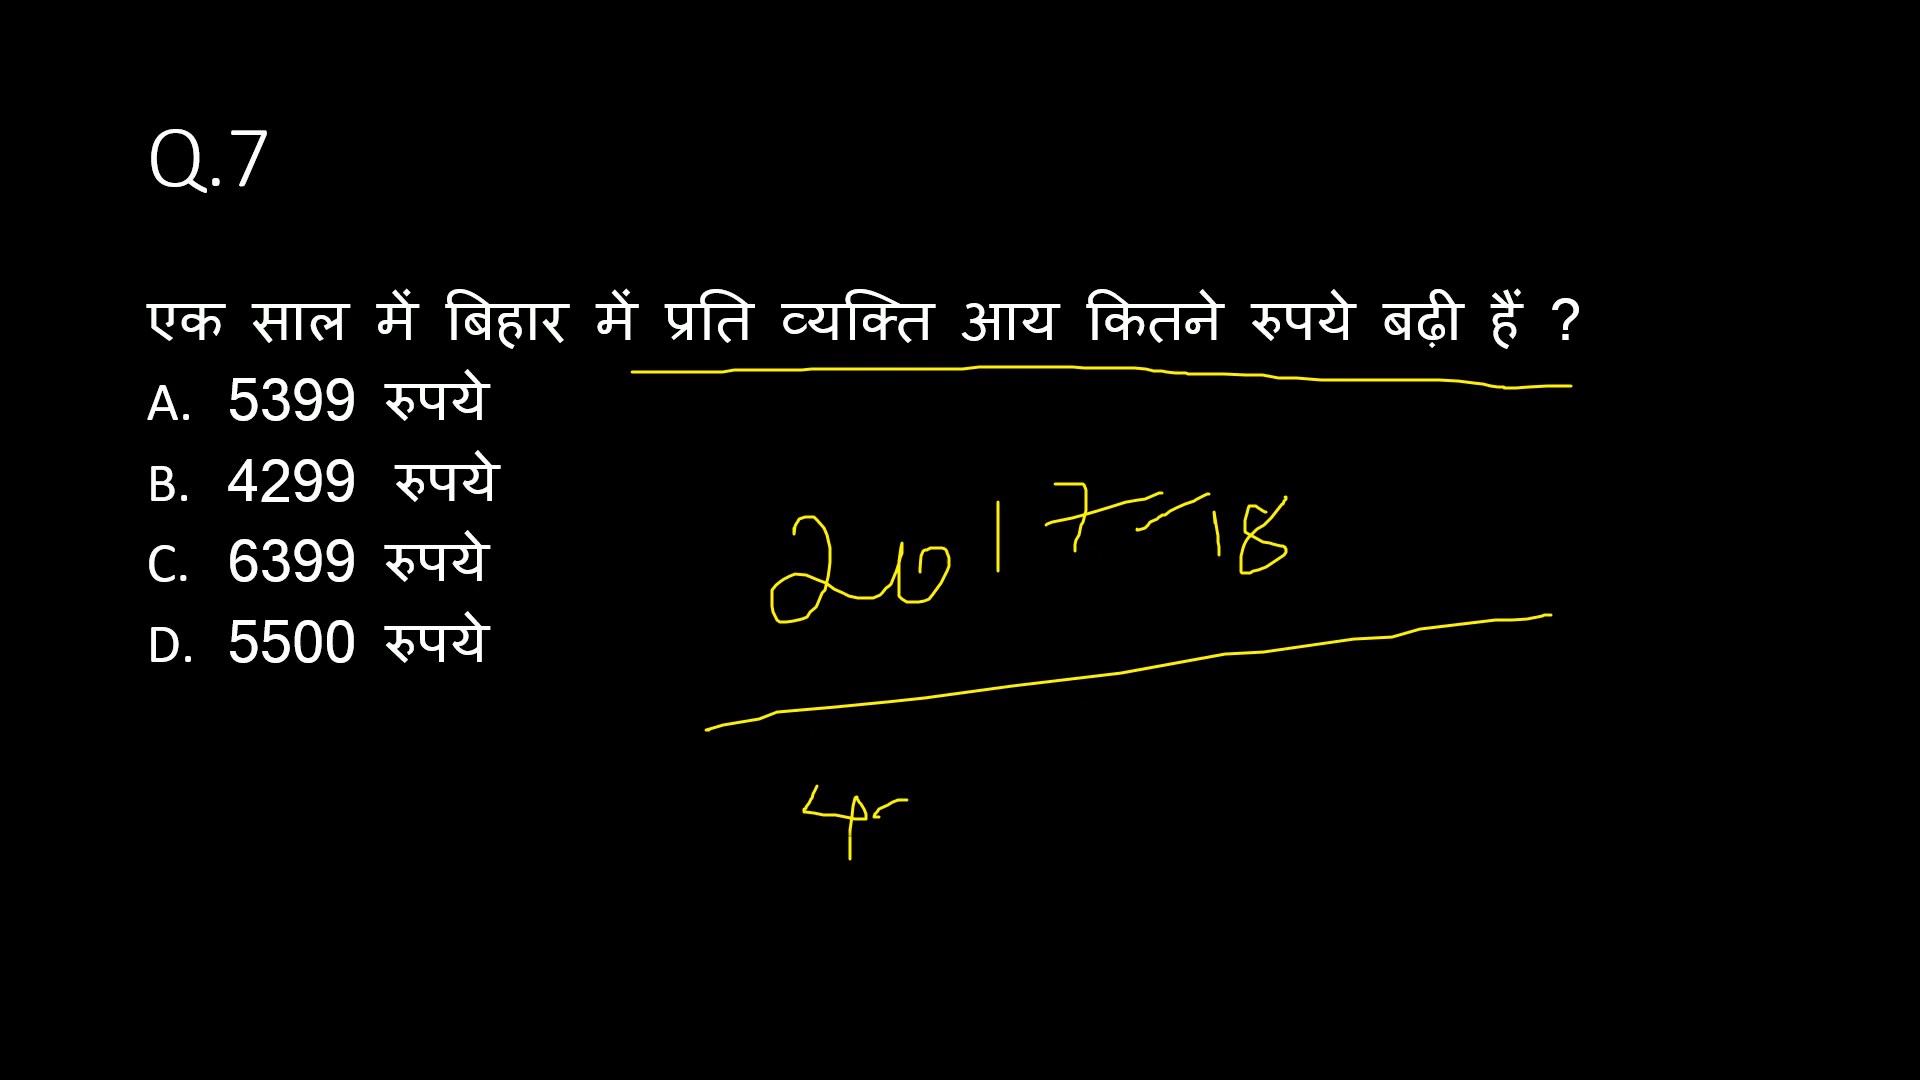 Q.7
एक साल में बिहार में प्रति व्यक्ति आय कितने रुपये बढ़ी हैं ?
A. 5399 रुपये
B. 4299 रुपये
C. 6399 रुपये
D. 5500 रुपये
2017-18